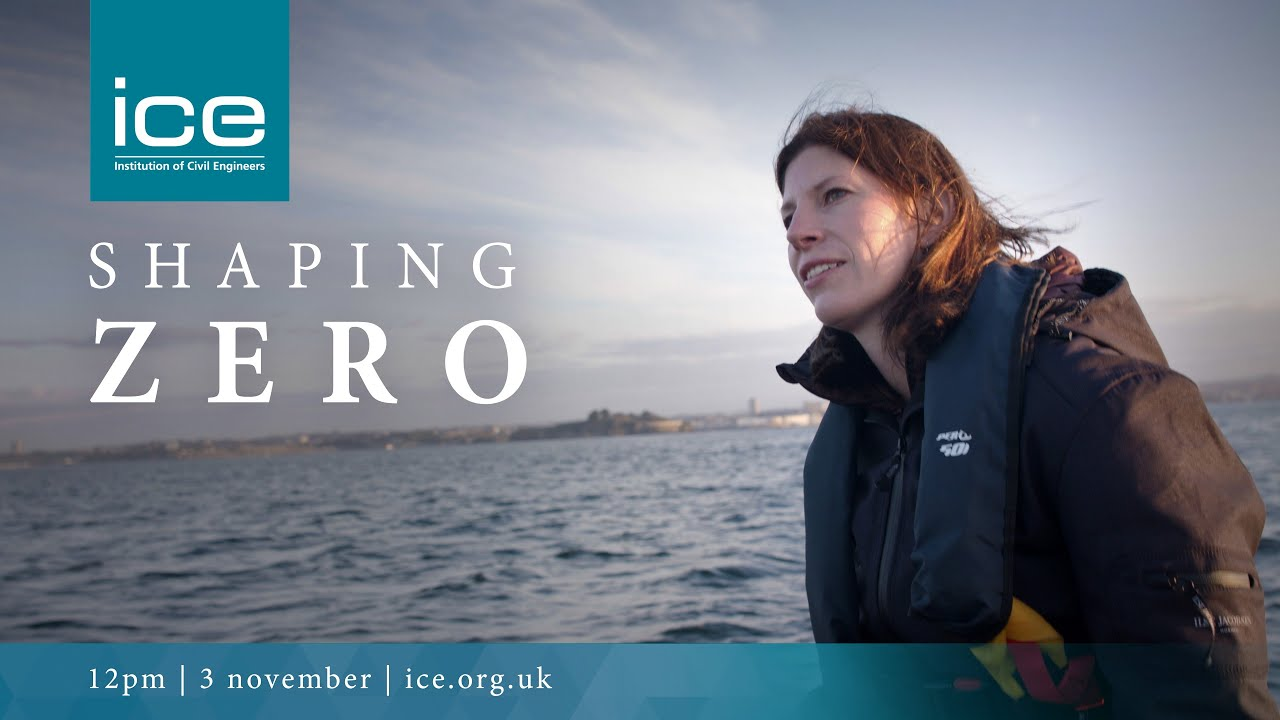 ice
Institution of Civil Engineers
SHAPING
ZERO
12pm | 3 november | ice.org.uk